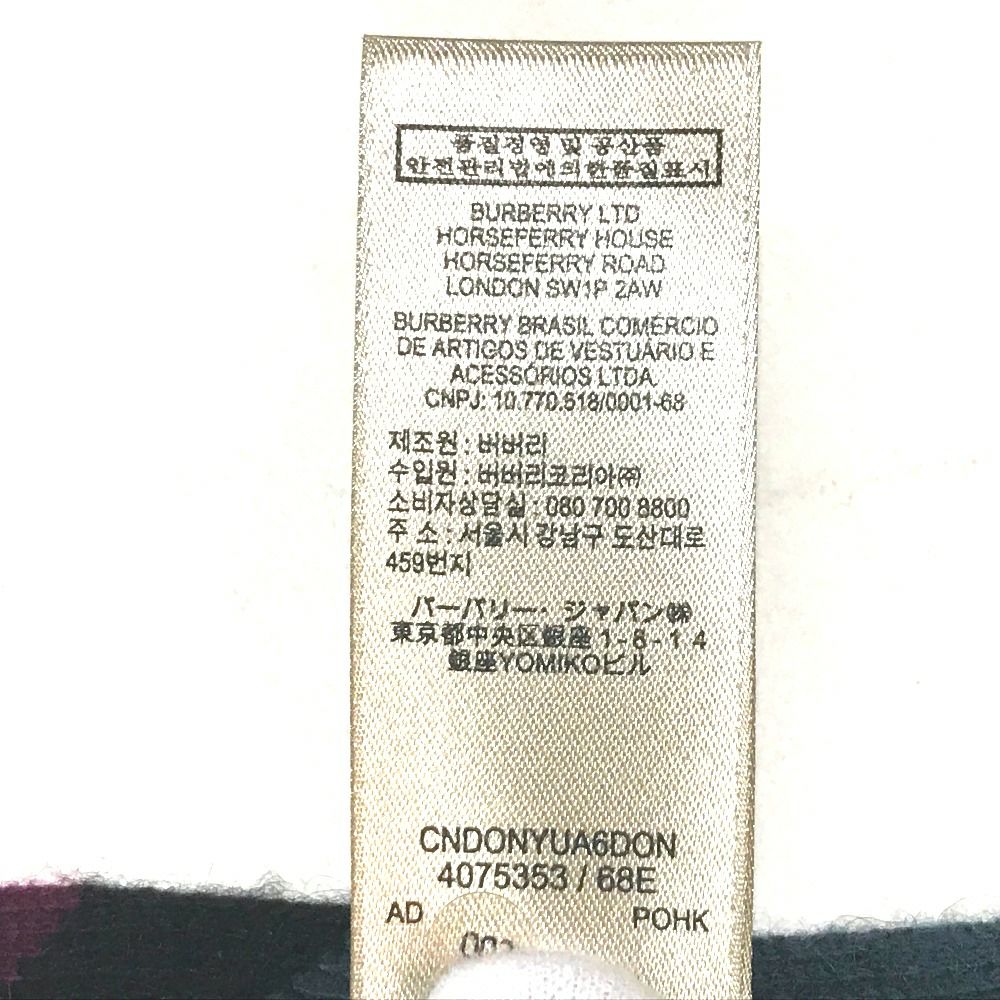 품질경영 및 공산품
안전관리법에의한품질표시
BURBERRY LTD
HORSEFERRY HOUSE
HORSEFERRY ROAD
LONDON SW1P 2AW
BURBERRY BRASIL COMÉRCIO
DE ARTIGOS DE VESTUÁRIO E
ACESSÓRIOS LTDA.
CNPJ: 10.770.518/0001-68
제조원 : 버버리
수입원 : 버버리코리아㈜
소비자상담실 : 080 700 8800
주 소 : 서울시 강남구 도산대로
459번지
バーバリー・ジャパン㈱
東京都中央区銀座 1-8-14
銀座YOMIKOビル
CNDONYUA6DON
4075353 / 68E
AD POHK